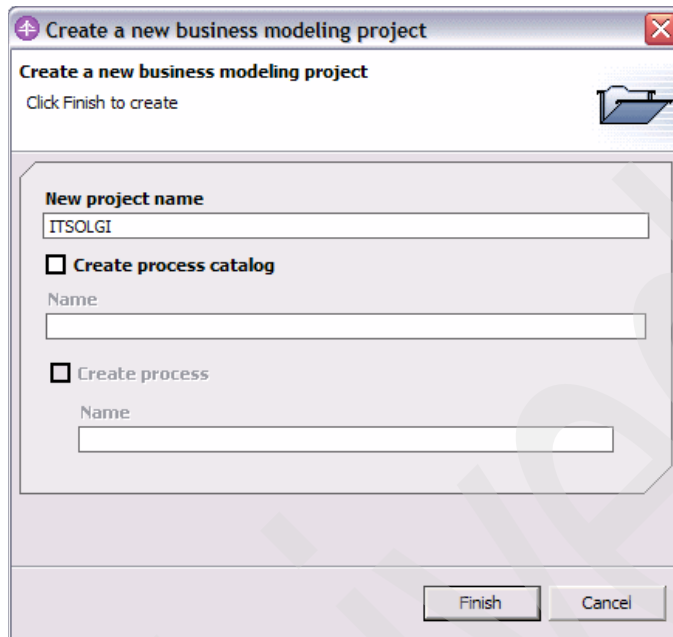 Create a new business modeling project
Create a new business modeling project
Click Finish to create
New project name
ITSOLGI
Create process catalog
Name
Create process
Name
Finish Cancel